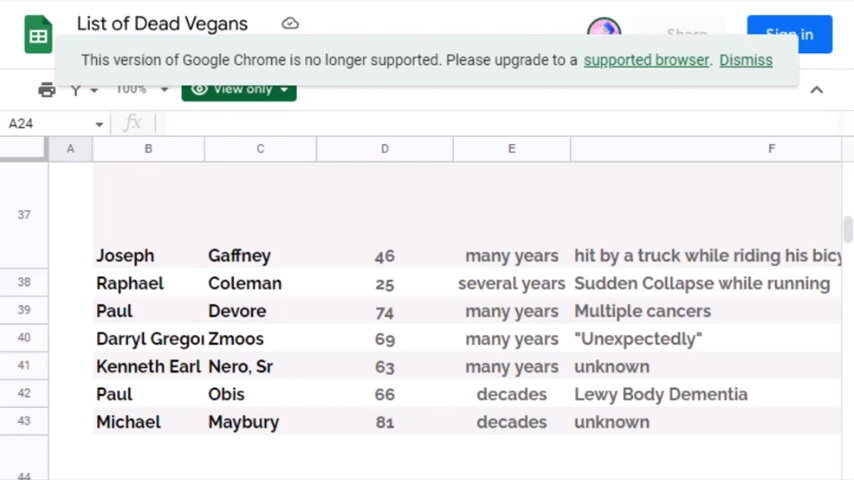 List of Dead Vegans
Share
Sign in
This version of Google Chrome is no longer supported. Please upgrade to a supported browser. Dismiss
100%
View only
A24
fx
A B C D E F
37 Joseph Gaffney 46 many years hit by a truck while riding his bicy
38 Raphael Coleman 25 several years Sudden Collapse while running
39 Paul Devore 74 many years Multiple cancers
40 Darryl Gregor Zmoos 69 many years "Unexpectedly"
41 Kenneth Earl Nero, Sr 63 many years unknown
42 Paul Obis 66 decades Lewy Body Dementia
43 Michael Maybury 81 decades unknown
44